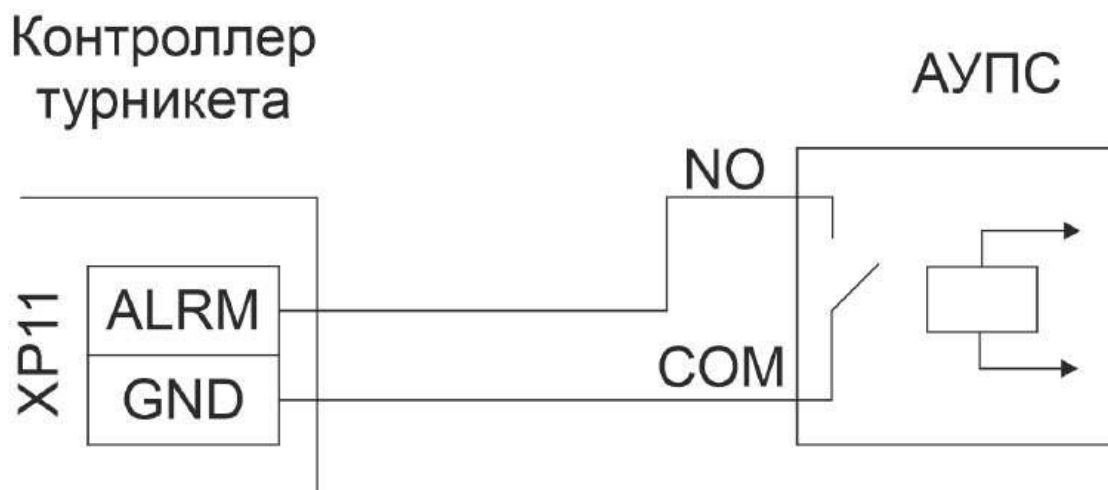 Контроллер
турникета
АУПС
NO
XP11
ALRM
GND
COM